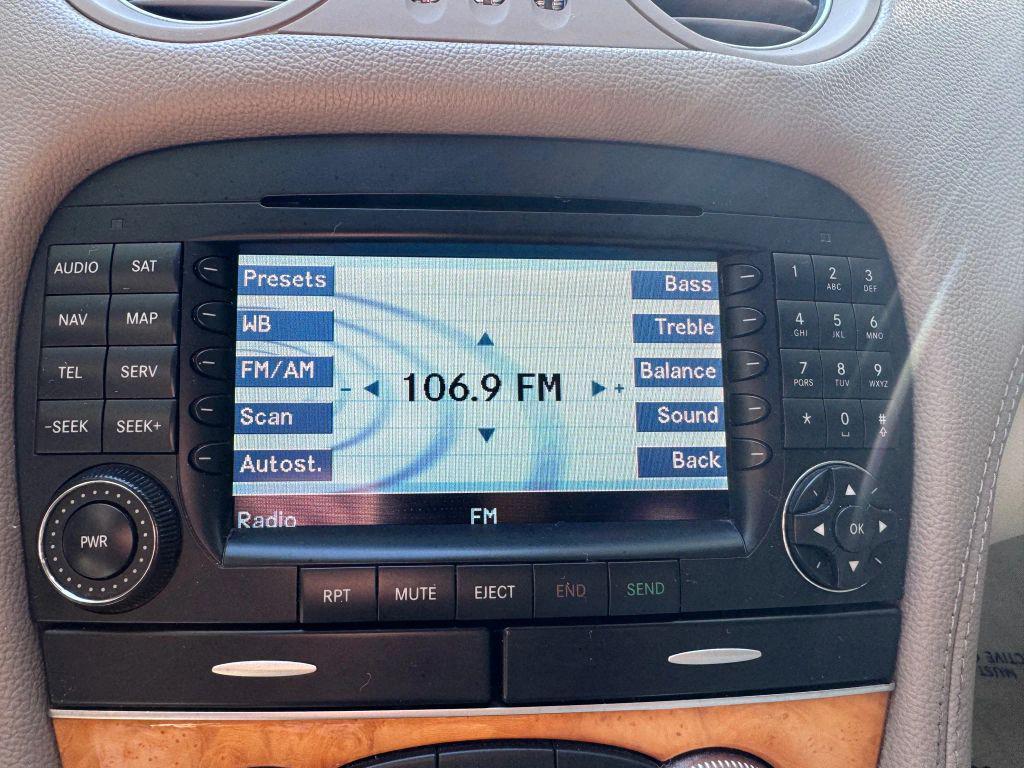 AUDIO SAT
NAV MAP
TEL SERV
-SEEK SEEK+
PWR
Presets
WB
FM/AM
Scan
Autost.
- 106.9 FM +
Bass
Treble
Balance
Sound
Back
Radio FM
1 2 ABC 3 DEF
4 GHI 5 JKL 6 MNO
7 PQRS 8 TUV 9 WXYZ
* 0 #
OK
RPT MUTE EJECT END SEND
MUST